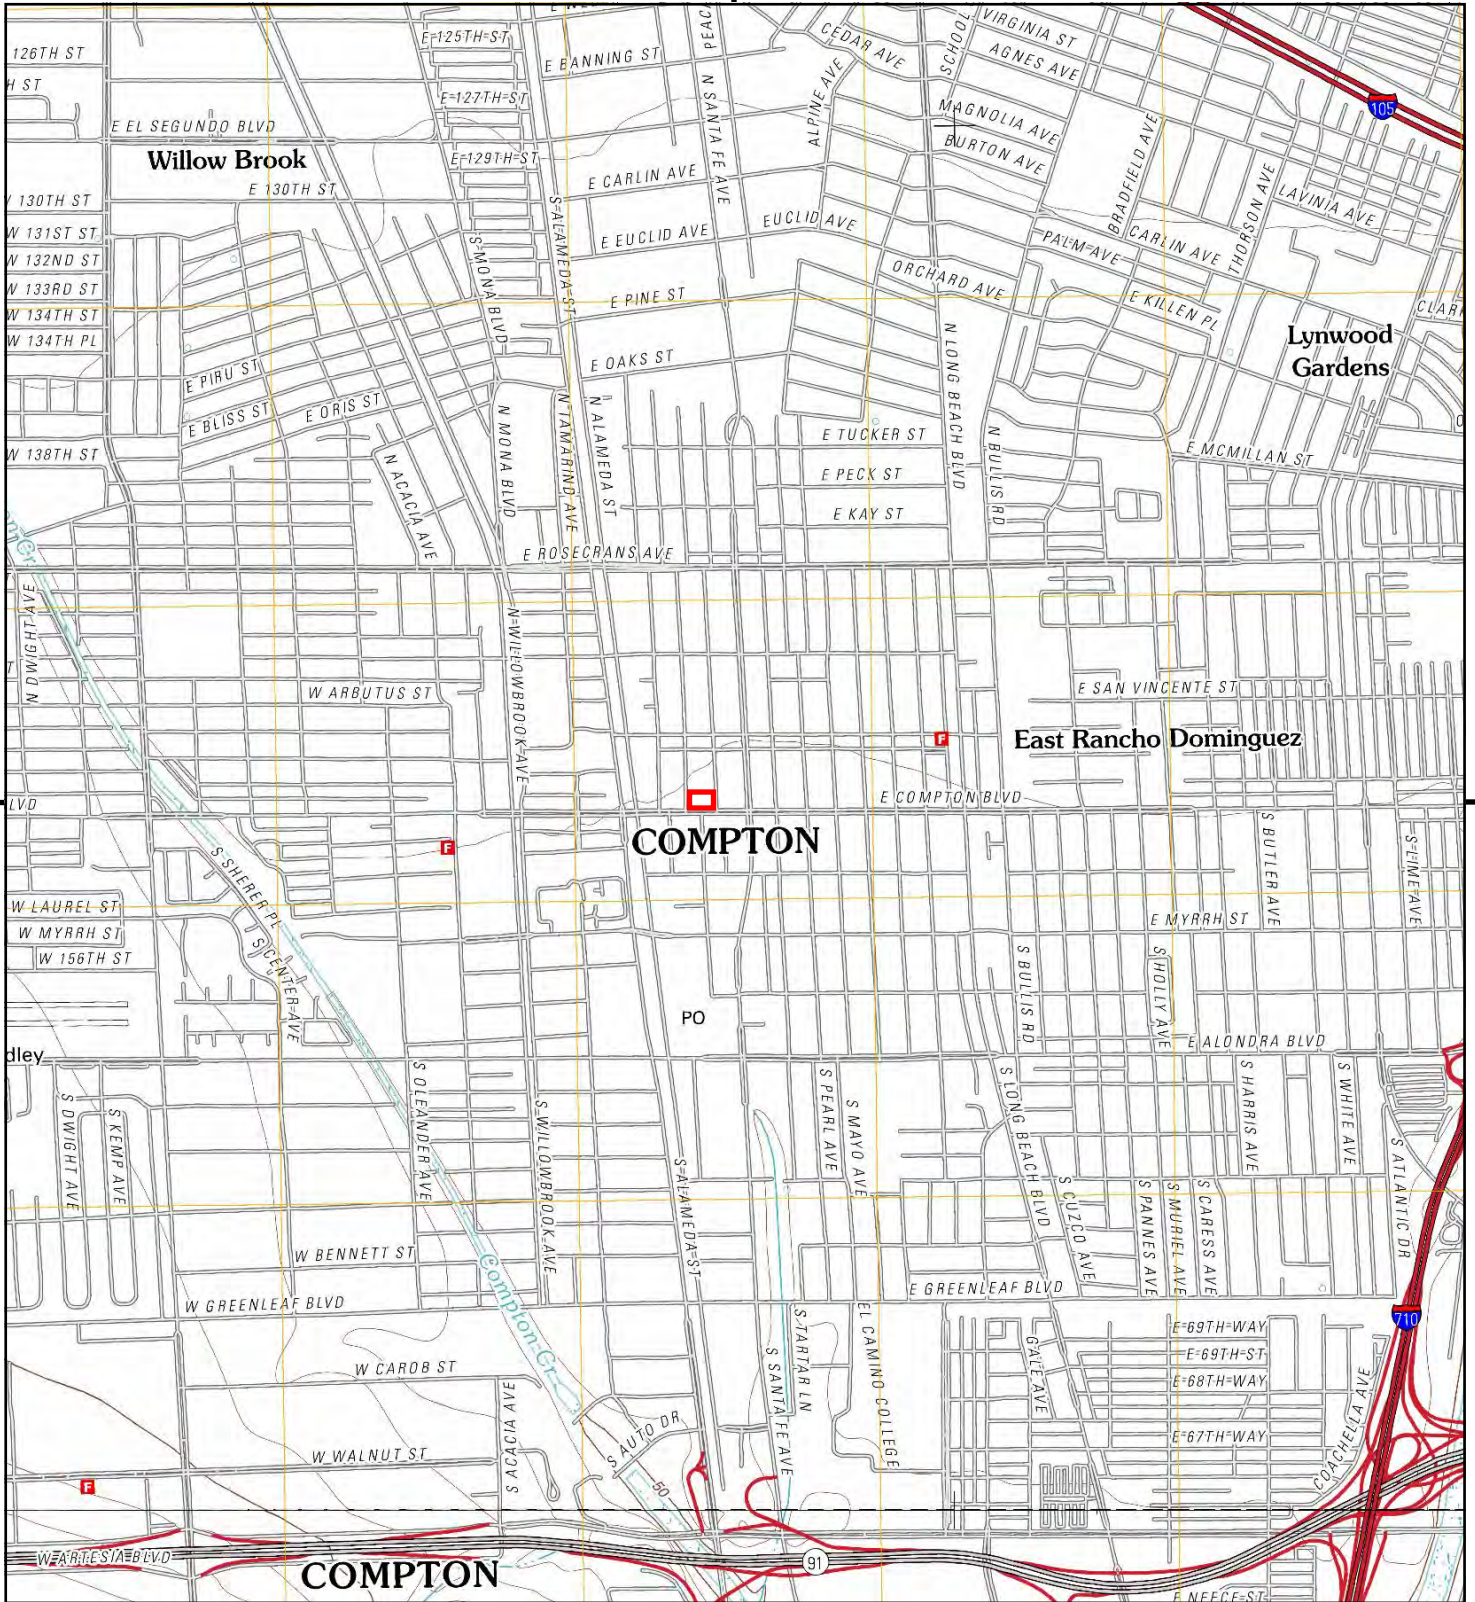 E 125TH ST
PEAC
VIRGINIA ST
CEDAR AVE
SCHOOL
126TH ST
E BANNING ST
AGNES AVE
H ST
E 127TH ST
N SANTA FE AVE
ALPINE AVE
MAGNOLIA AVE
105
E EL SEGUNDO BLVD
BURTON AVE
Willow Brook
E 129TH ST
E CARLIN AVE
BRADFIELD AVE
THORSON AVE
E 130TH ST
W 130TH ST
S ALAMEDA ST
LAVINIA AVE
EUCLID AVE
W 131ST ST
E EUCLID AVE
PALM AVE
CARLIN AVE
W 132ND ST
S MONA BLVD
ORCHARD AVE
W 133RD ST
E PINE ST
E KILLEN PL
CLARK
W 134TH ST
Lynwood
Gardens
W 134TH PL
N LONG BEACH BLVD
E OAKS ST
E PIRU ST
E BLISS ST
E ORIS ST
N MONA BLVD
N TAMARIND AVE
N ALAMEDA ST
E TUCKER ST
N BULLIS RD
W 138TH ST
N ACACIA AVE
E PECK ST
E MCMILLAN ST
E KAY ST
E ROSECRANS AVE
N DWIGHT AVE
N WILLOWBROOK AVE
W ARBUTUS ST
E SAN VINCENTE ST
F
East Rancho Dominguez
LVD
E COMPTON BLVD
COMPTON
F
S BUTLER AVE
S LIME AVE
S SHERER PL
W LAUREL ST
E MYRRH ST
W MYRRH ST
W 156TH ST
S CENTER AVE
S BULLIS RD
S HOLLY AVE
PO
E ALONDRA BLVD
dley
S OLEANDER AVE
S PEARL AVE
S LONG BEACH BLVD
S HARRIS AVE
S WHITE AVE
S DWIGHT AVE
S KEMP AVE
S WILLOWBROOK AVE
S MAYO AVE
S ATLANTIC DR
S ALAMEDA ST
S CUZCO AVE
S PANNES AVE
S MURIEL AVE
S CARESS AVE
W BENNETT ST
Compton Cr
E GREENLEAF BLVD
W GREENLEAF BLVD
S TARTAR LN
EL CAMINO COLLEGE
710
E 69TH WAY
GALE AVE
E 69TH ST
W CAROB ST
S SANTA FE AVE
E 68TH WAY
COACHELLA AVE
S ACACIA AVE
S AUTO DR
E 67TH WAY
W WALNUT ST
F
50
W ARTESIA BLVD
91
COMPTON
E NEECE ST